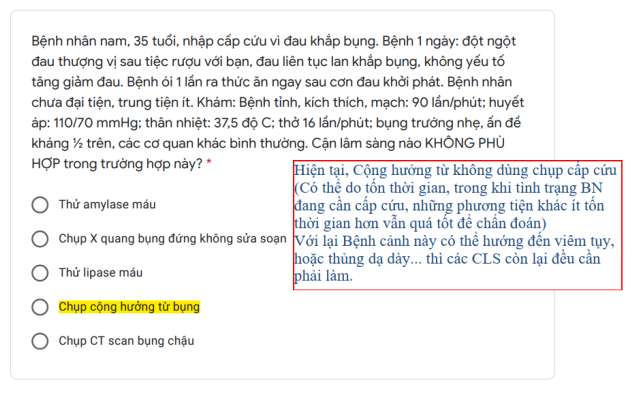 Bệnh nhân nam, 35 tuổi, nhập cấp cứu vì đau khắp bụng. Bệnh 1 ngày: đột ngột
đau thượng vị sau tiệc rượu với bạn, đau liên tục lan khắp bụng, không yếu tố
tăng giảm đau. Bệnh ói 1 lần ra thức ăn ngay sau cơn đau khởi phát. Bệnh nhân
chưa đại tiện, trung tiện ít. Khám: Bệnh tỉnh, kích thích, mạch: 90 lần/phút; huyết
áp: 110/70 mmHg; thân nhiệt: 37,5 độ C; thở 16 lần/phút; bụng trướng nhẹ, ấn đề
kháng ½ trên, các cơ quan khác bình thường. Cận lâm sàng nào KHÔNG PHÙ
HỢP trong trường hợp này? *
Hiện tại, Cộng hưởng từ không dùng chụp cấp cứu
(Có thể do tốn thời gian, trong khi tình trạng BN
đang cần cấp cứu, những phương tiện khác ít tốn
thời gian hơn vẫn quá tốt để chẩn đoán)
Với lại Bệnh cảnh này có thể hướng đến viêm tụy,
hoặc thủng dạ dày... thì các CLS còn lại đều cần
phải làm.
Thử amylase máu
Chụp X quang bụng đứng không sửa soạn
Thử lipase máu
Chụp cộng hưởng từ bụng
Chụp CT scan bụng chậu